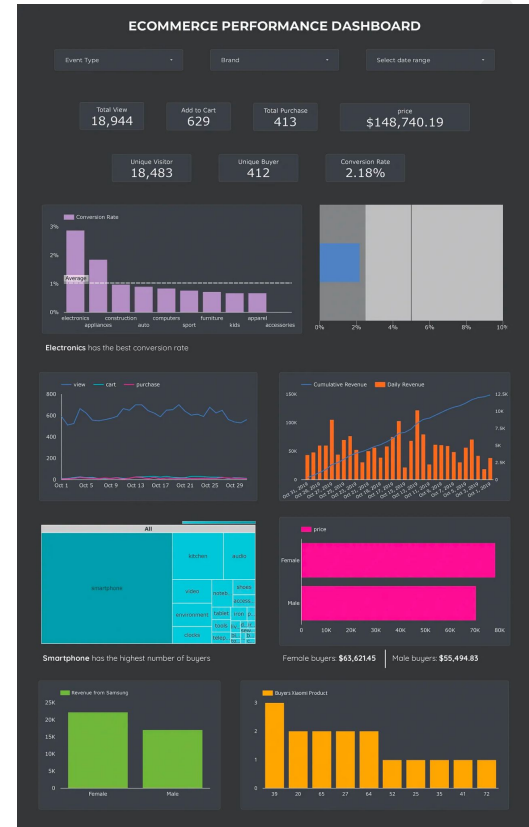 ECOMMERCE PERFORMANCE DASHBOARD
Event Type
Brand
Select date range
Total View
18,944
Add to Cart
629
Total Purchase
413
price
$148,740.19
Unique Visitor
18,483
Unique Buyer
412
Conversion Rate
2.18%
Conversion Rate
3%
2%
Average
1%
0%
electronics construction computers furniture apparel
appliances auto sport kids accessories
0% 2% 4% 6% 8% 10%
Electronics has the best conversion rate
view cart purchase
800
600
400
200
0
Oct 1 Oct 5 Oct 9 Oct 13 Oct 17 Oct 21 Oct 25 Oct 29
Cumulative Revenue Daily Revenue
150K 12.5K
10K
100K
7.5K
50K 5K
2.5K
0 0
All
smartphone
kitchen
audio
video
shoes
environment
tablet
iron
tools
clocks
Smartphone has the highest number of buyers
price
Female
Male
0 10K 20K 30K 40K 50K 60K 70K 80K
Female buyers: $63,621.45 Male buyers: $55,494.83
Revenue from Samsung
25K
20K
15K
10K
5K
0
Female Male
Buyers Xiaomi Product
3
2
1
0
39 20 65 27 64 52 25 35 41 72